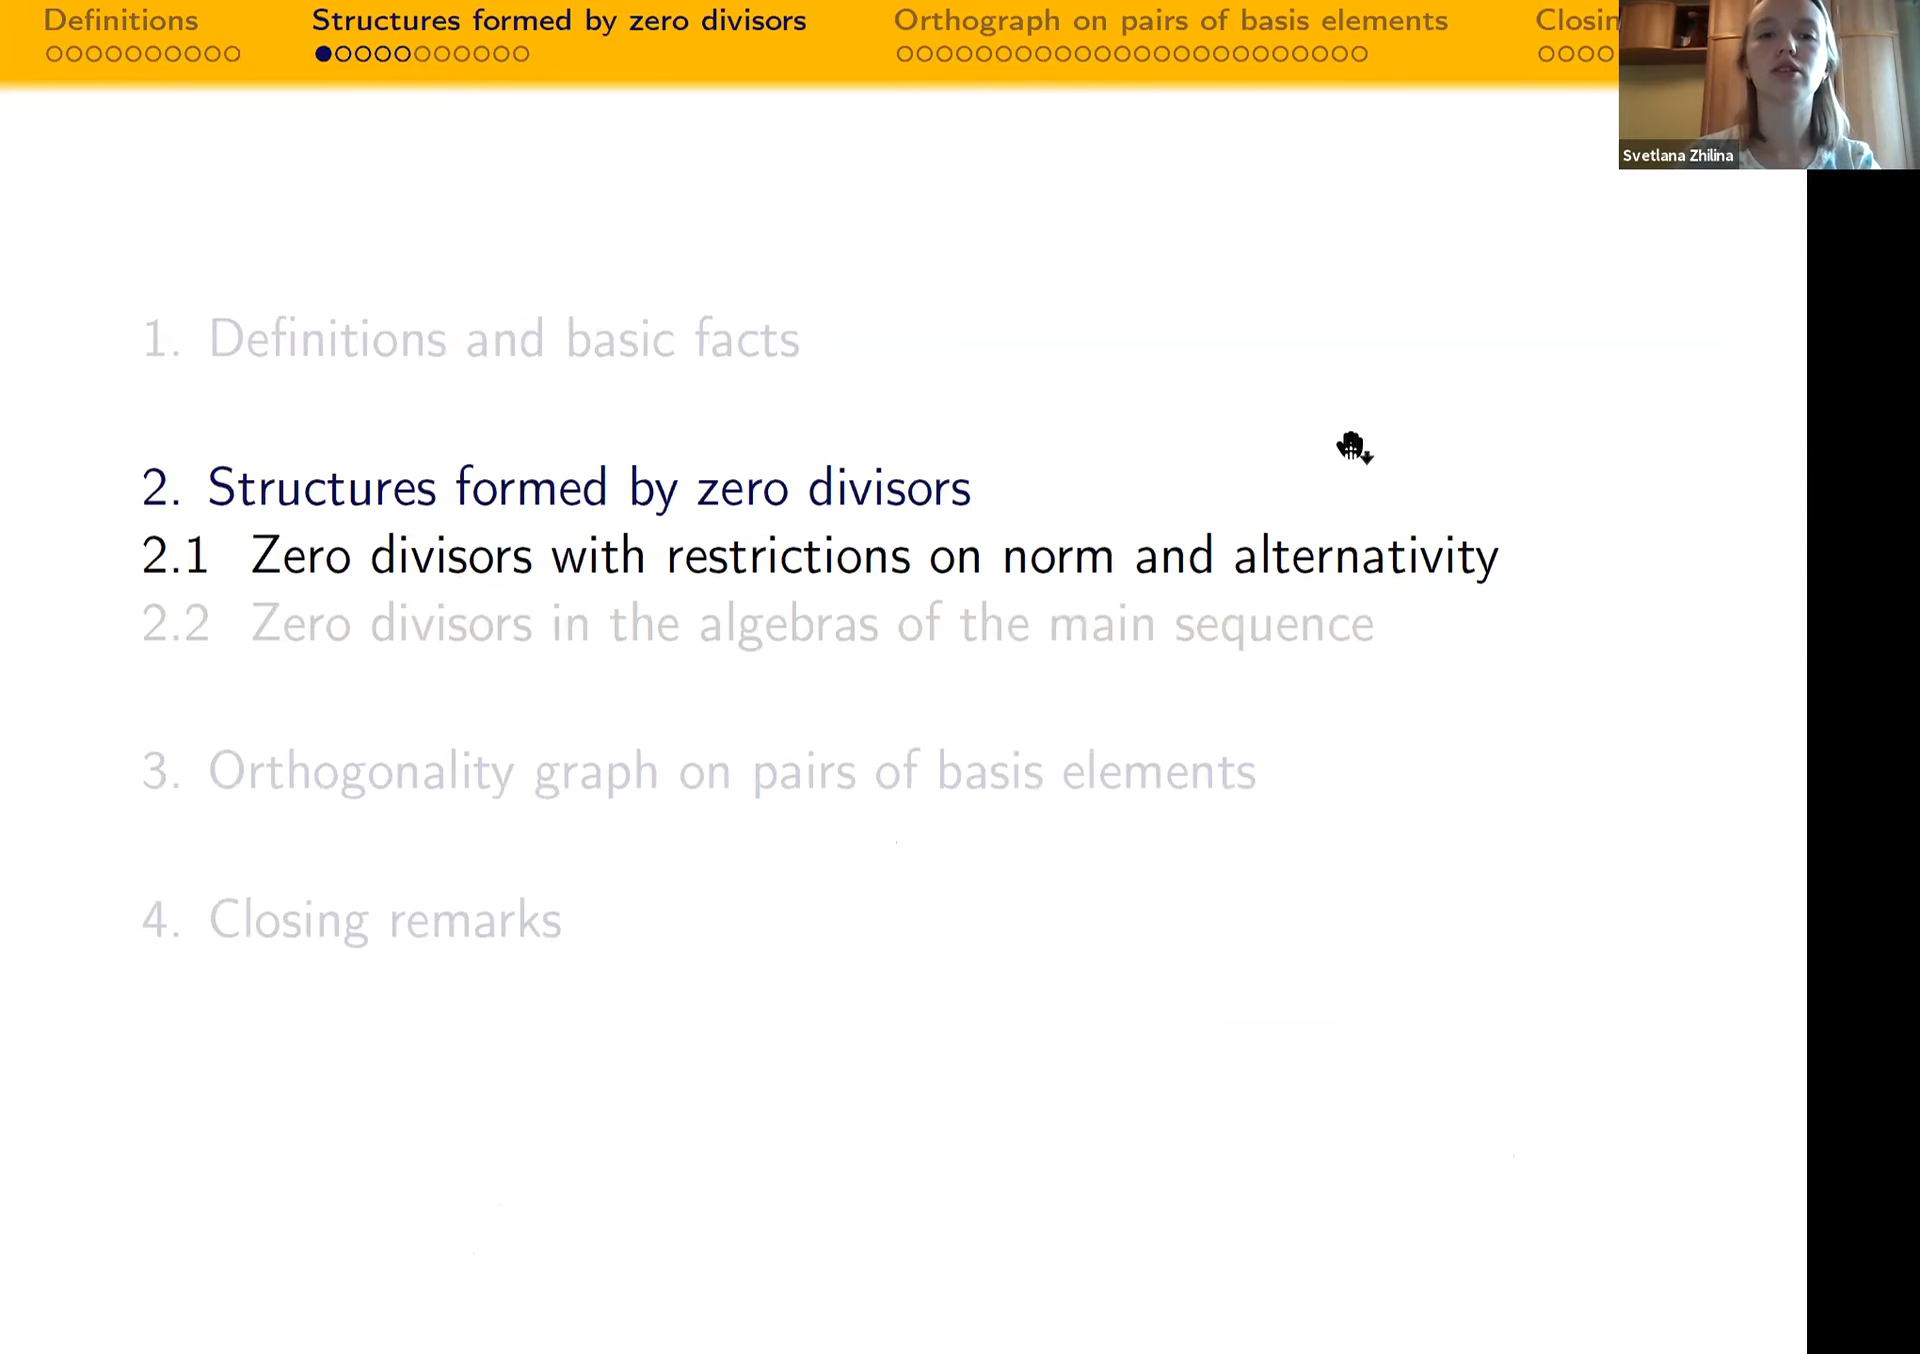 Definitions
Structures formed by zero divisors
Orthograph on pairs of basis elements
Closin
Svetlana Zhilina
1. Definitions and basic facts
2. Structures formed by zero divisors
2.1 Zero divisors with restrictions on norm and alternativity
2.2 Zero divisors in the algebras of the main sequence
3. Orthogonality graph on pairs of basis elements
4. Closing remarks